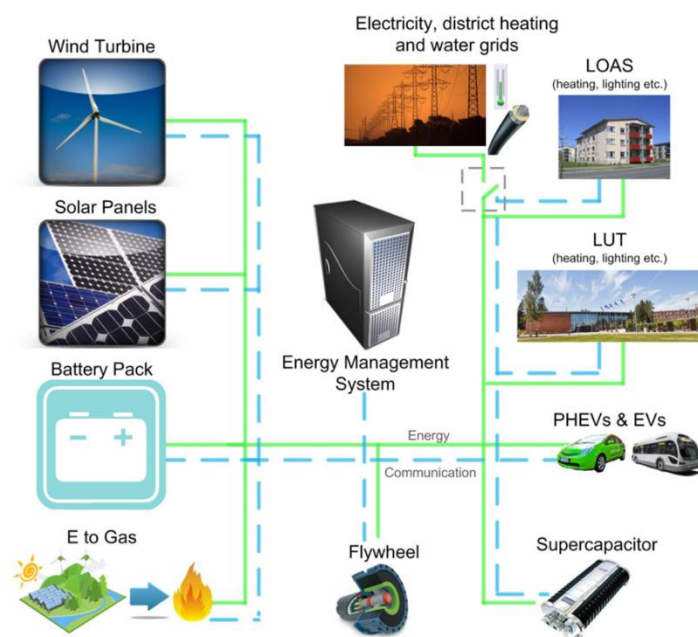 Electricity, district heating
and water grids
Wind Turbine
LOAS
(heating, lighting etc.)
Solar Panels
LUT
(heating, lighting etc.)
Energy Management
System
Battery Pack
Energy
Communication
PHEVs & EVs
E to Gas
Flywheel
Supercapacitor